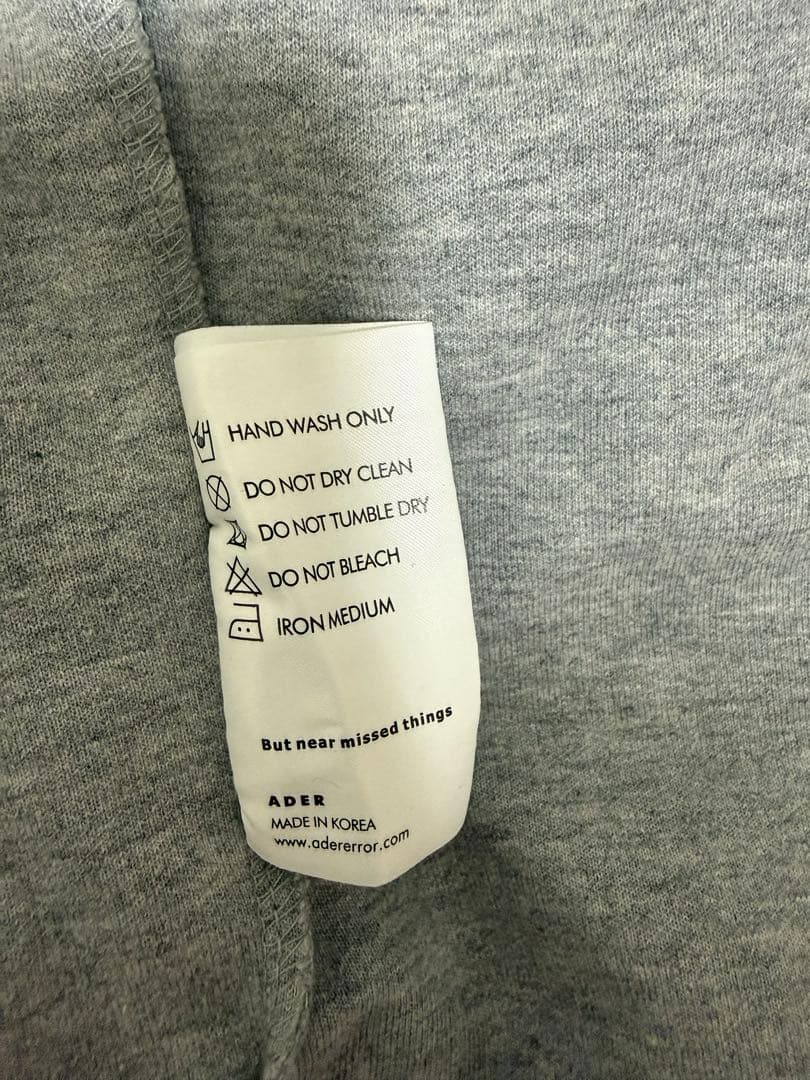 HAND WASH ONLY
DO NOT DRY CLEAN
DO NOT TUMBLE DRY
DO NOT BLEACH
IRON MEDIUM
But near missed things
ADER
MADE IN KOREA
www.adererror.com